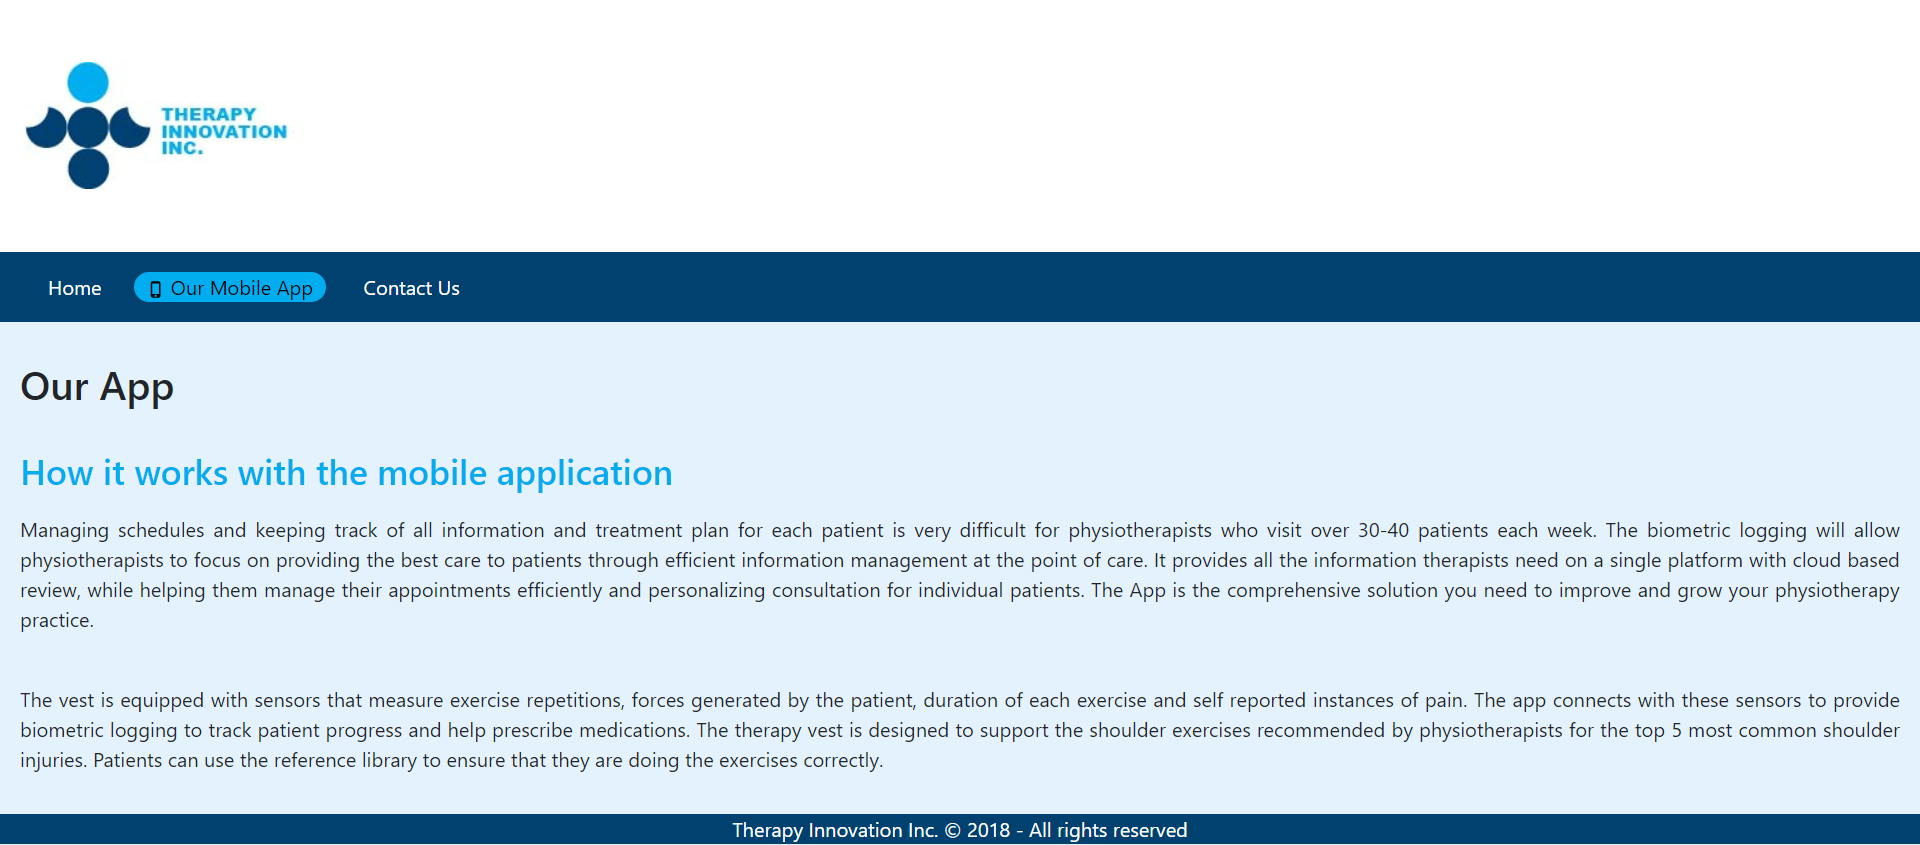 THERAPY
INNOVATION
INC.
Home
Our Mobile App
Contact Us
Our App
How it works with the mobile application
Managing schedules and keeping track of all information and treatment plan for each patient is very difficult for physiotherapists who visit over 30-40 patients each week. The biometric logging will allow
physiotherapists to focus on providing the best care to patients through efficient information management at the point of care. It provides all the information therapists need on a single platform with cloud based
review, while helping them manage their appointments efficiently and personalizing consultation for individual patients. The App is the comprehensive solution you need to improve and grow your physiotherapy
practice.
The vest is equipped with sensors that measure exercise repetitions, forces generated by the patient, duration of each exercise and self reported instances of pain. The app connects with these sensors to provide
biometric logging to track patient progress and help prescribe medications. The therapy vest is designed to support the shoulder exercises recommended by physiotherapists for the top 5 most common shoulder
injuries. Patients can use the reference library to ensure that they are doing the exercises correctly.
Therapy Innovation Inc. © 2018 - All rights reserved